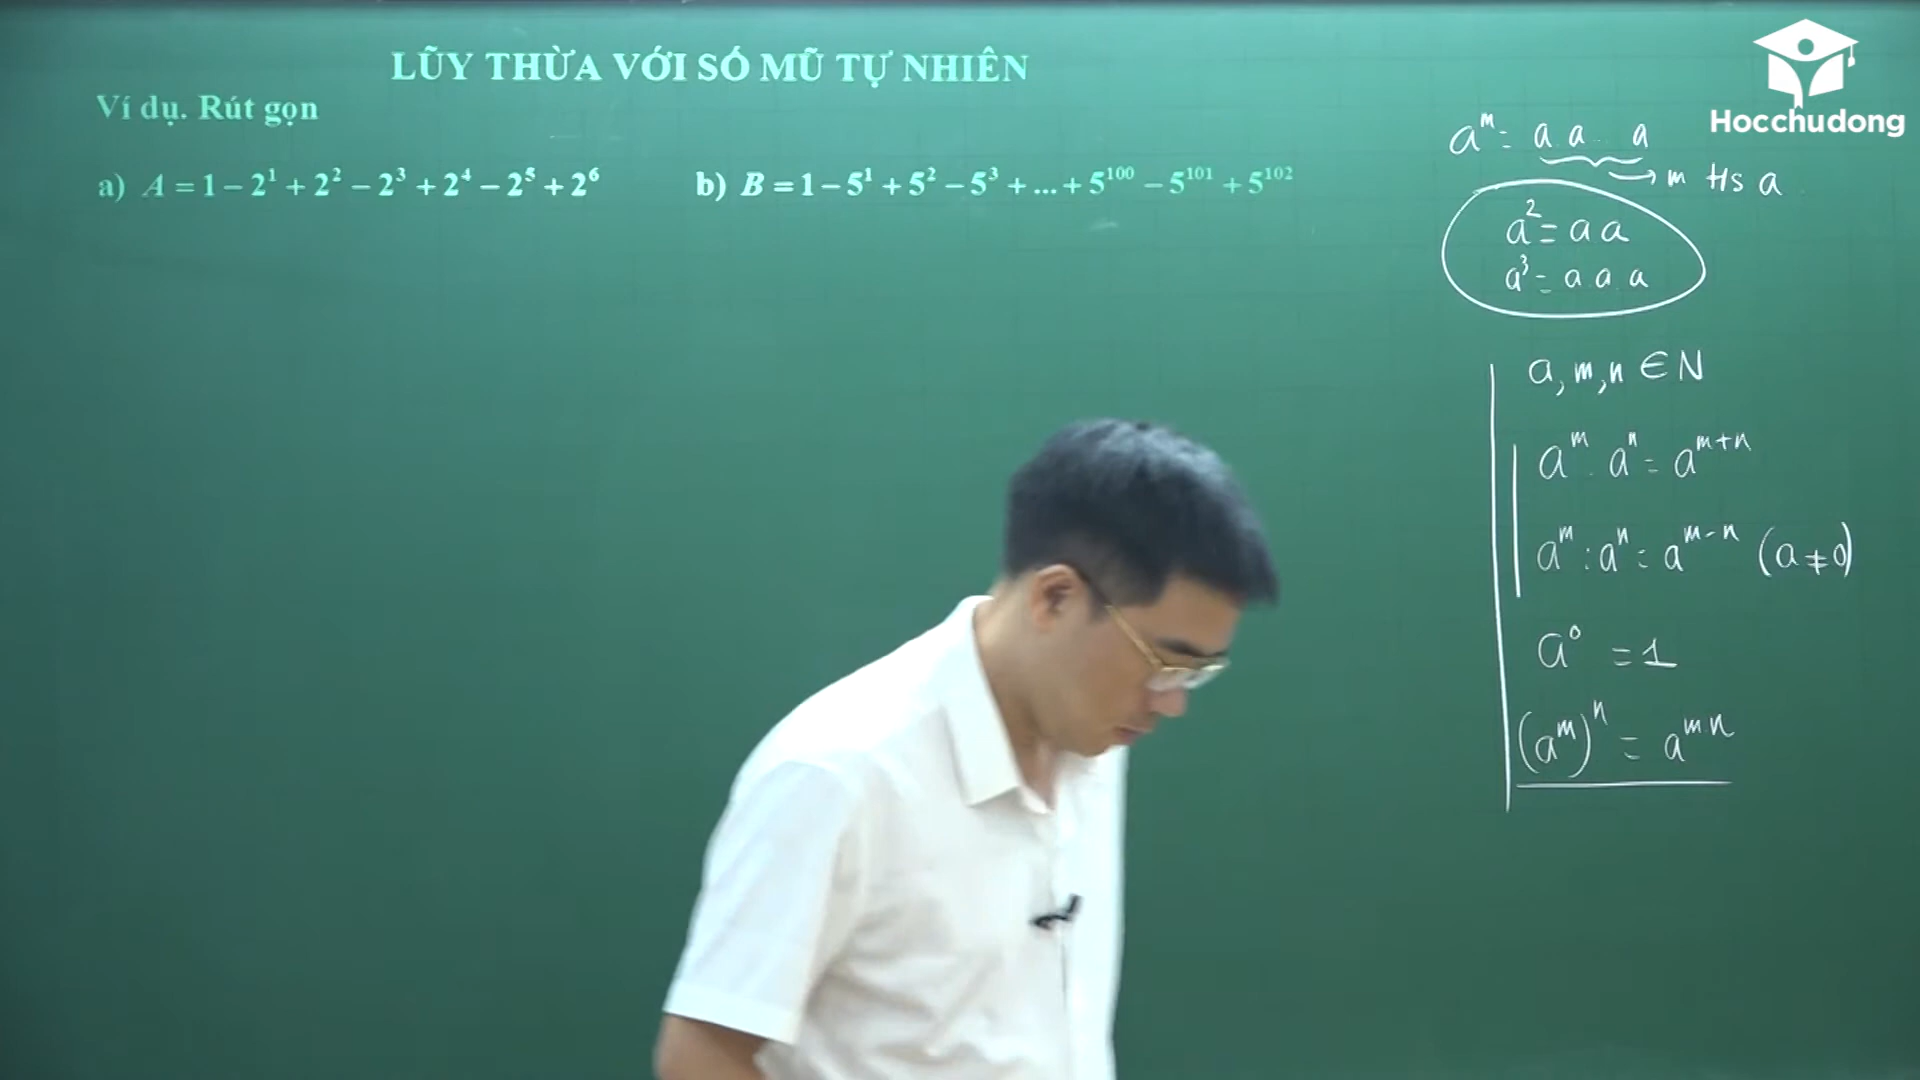 LŨY THỪA VỚI SỐ MŨ TỰ NHIÊN
Ví dụ. Rút gọn
a) A = 1 − 2¹ + 2² − 2³ + 2⁴ − 2⁵ + 2⁶
b) B = 1 − 5¹ + 5² − 5³ + ... + 5¹⁰⁰ − 5¹⁰¹ + 5¹⁰²
Hocchudong
aᵐ = a.a...a
→ m Hs a
a² = a.a
a³ = a.a.a
a, m, n ∈ N
aᵐ . aⁿ = aᵐ⁺ⁿ
aᵐ : aⁿ = aᵐ⁻ⁿ (a ≠ 0)
a⁰ = 1
(aᵐ)ⁿ = aᵐ·ⁿ